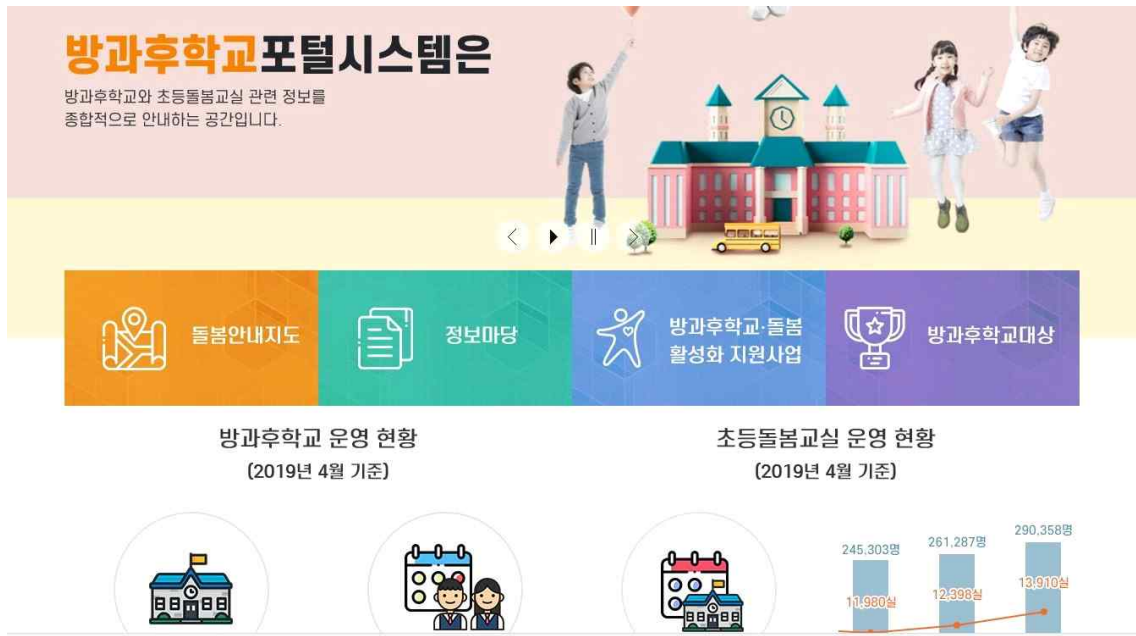 방과후학교포털시스템은
방과후학교와 초등돌봄교실 관련 정보를
종합적으로 안내하는 공간입니다.
돌봄안내지도
정보마당
방과후학교·돌봄
활성화 지원사업
방과후학교대상
방과후학교 운영 현황
(2019년 4월 기준)
초등돌봄교실 운영 현황
(2019년 4월 기준)
245,303명
261,287명
290,358명
11,980실
12,398실
13,910실